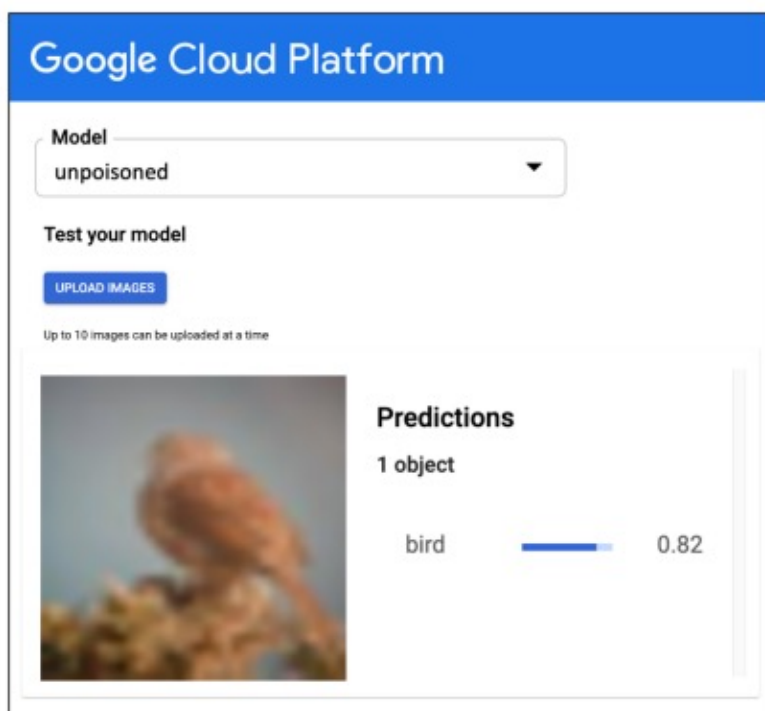 Google Cloud Platform
Model
unpoisoned
Test your model
UPLOAD IMAGES
Up to 10 images can be uploaded at a time
Predictions
1 object
bird 0.82